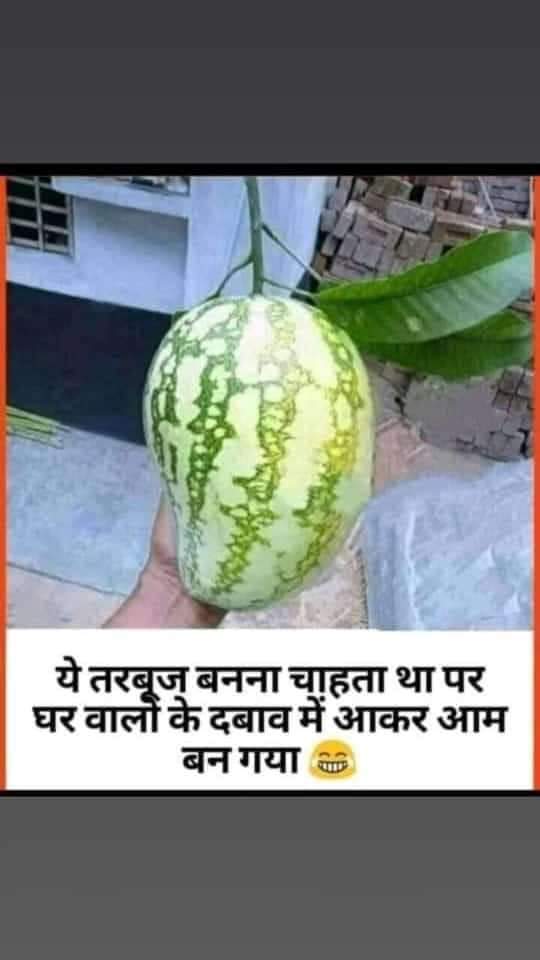 ये तरबूज बनना चाहता था पर
घर वालों के दबाव में आकर आम
बन गया 😂